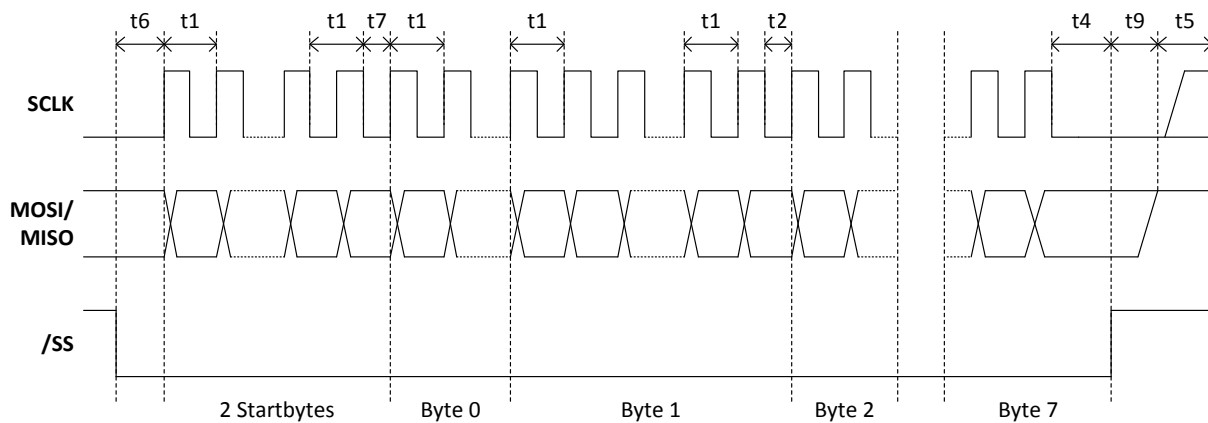 t6 t1 t1 t7 t1 t1 t1 t2 t4 t9 t5
SCLK
MOSI/
MISO
/SS
2 Startbytes Byte 0 Byte 1 Byte 2 Byte 7